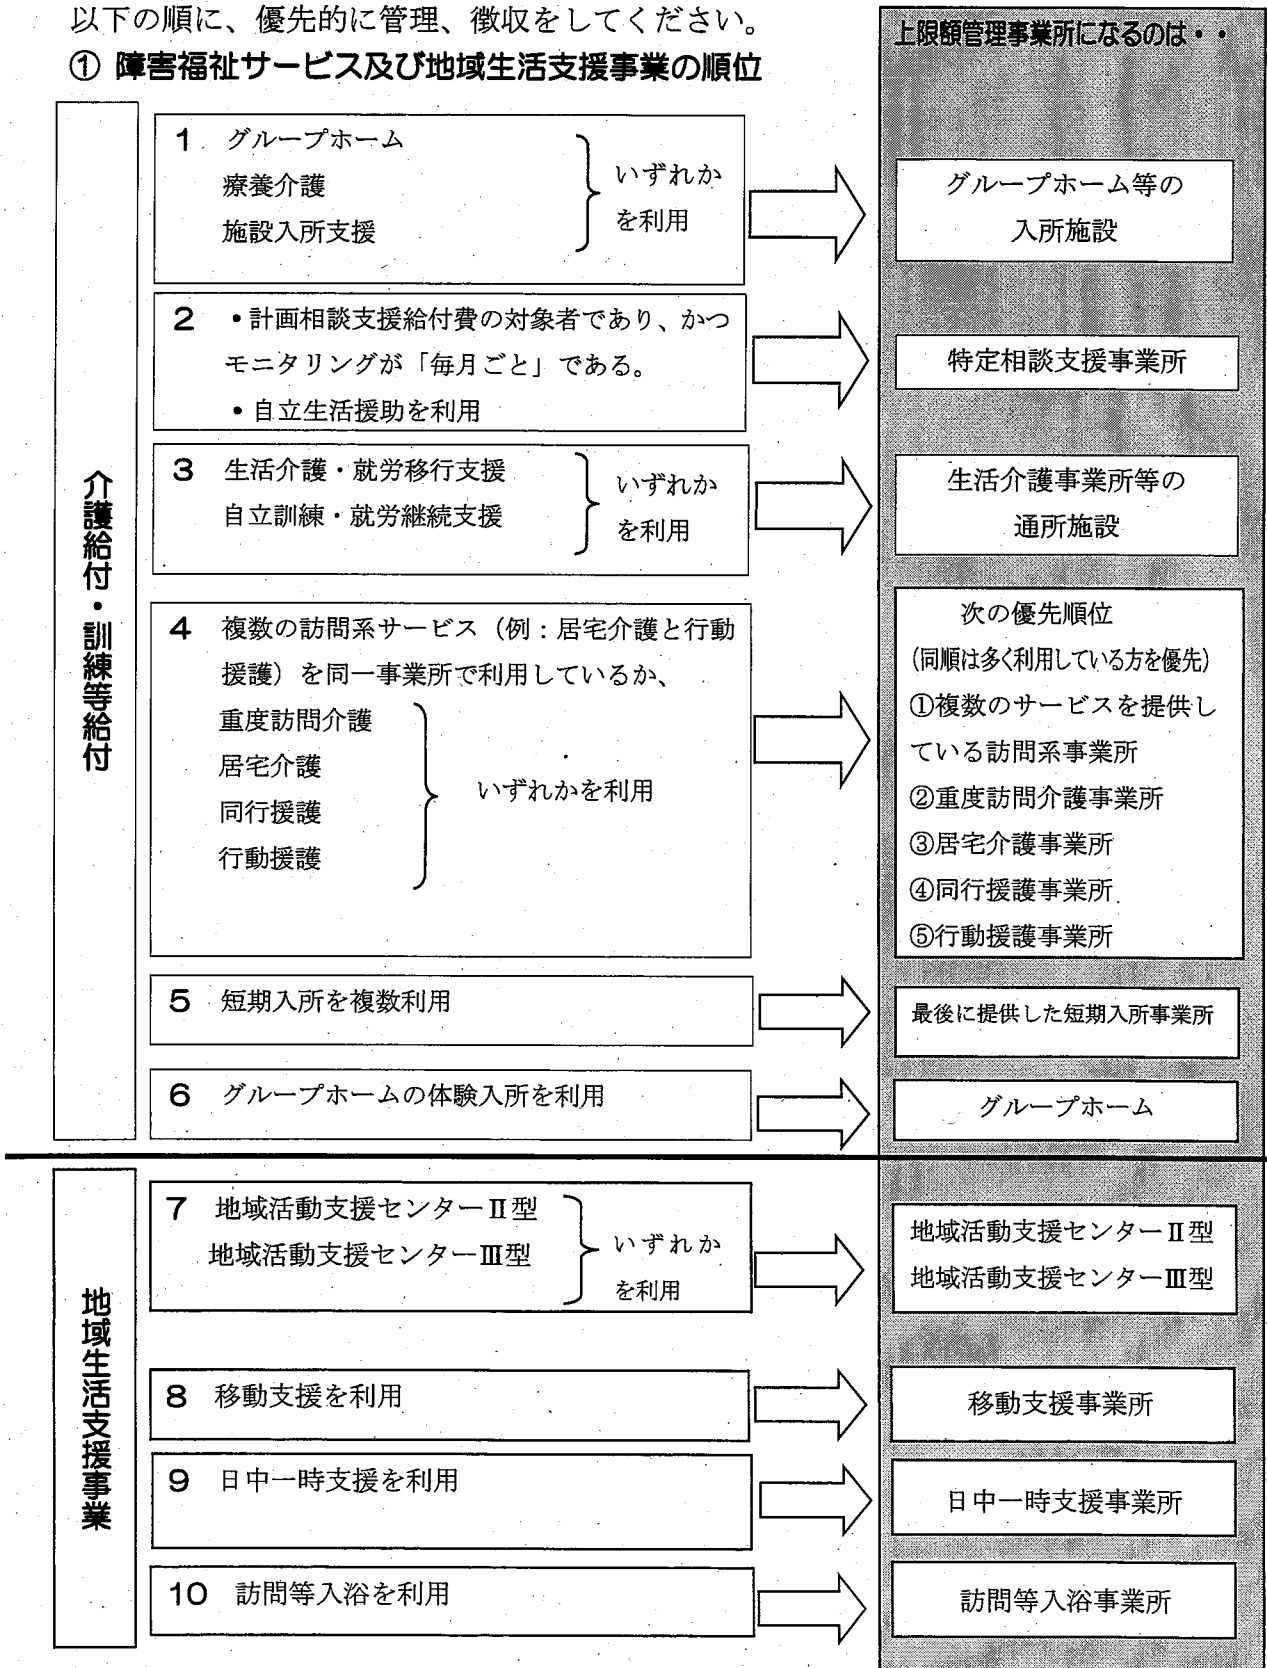 以下の順に、優先的に管理、徴収をしてください。
① 障害福祉サービス及び地域生活支援事業の順位
上限額管理事業所になるのは・・
介護給付・訓練等給付
1 グループホーム
療養介護
施設入所支援
いずれか
を利用
グループホーム等の
入所施設
2 •計画相談支援給付費の対象者であり、かつ
モニタリングが「毎月ごと」である。
•自立生活援助を利用
特定相談支援事業所
3 生活介護・就労移行支援
自立訓練・就労継続支援
いずれか
を利用
生活介護事業所等の
通所施設
4 複数の訪問系サービス（例：居宅介護と行動
援護）を同一事業所で利用しているか、
重度訪問介護
居宅介護
同行援護
行動援護
いずれかを利用
次の優先順位
(同順は多く利用している方を優先)
①複数のサービスを提供し
ている訪問系事業所
②重度訪問介護事業所
③居宅介護事業所
④同行援護事業所
⑤行動援護事業所
5 短期入所を複数利用
最後に提供した短期入所事業所
6 グループホームの体験入所を利用
グループホーム
地域生活支援事業
7 地域活動支援センターⅡ型
地域活動支援センターⅢ型
いずれか
を利用
地域活動支援センターⅡ型
地域活動支援センターⅢ型
8 移動支援を利用
移動支援事業所
9 日中一時支援を利用
日中一時支援事業所
10 訪問等入浴を利用
訪問等入浴事業所